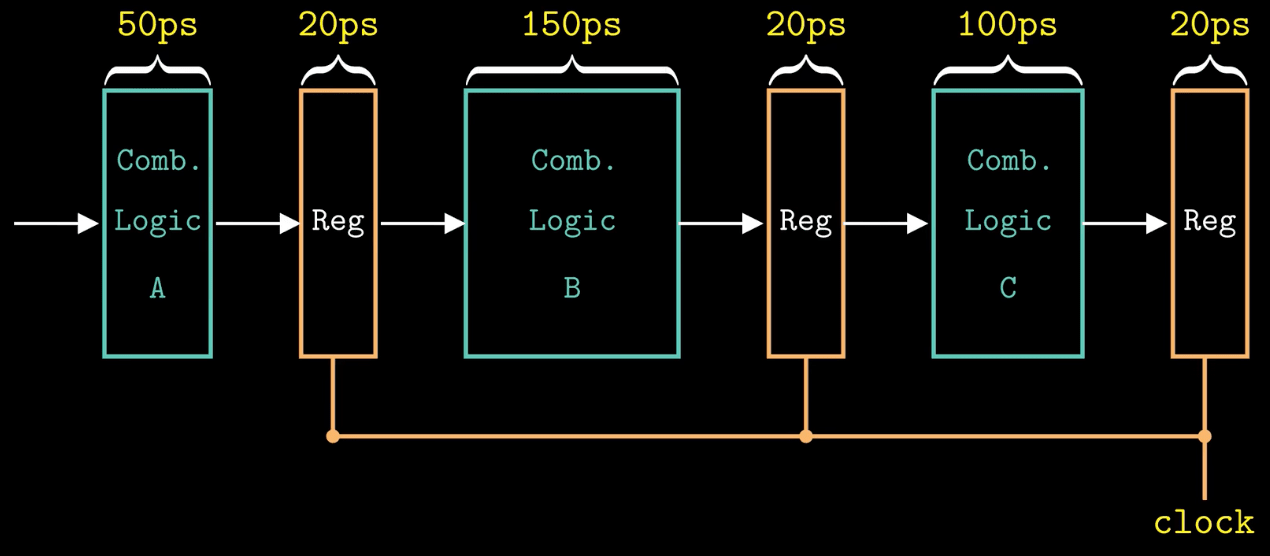 50ps
20ps
150ps
20ps
100ps
20ps
Comb.
Logic
A
Reg
Comb.
Logic
B
Reg
Comb.
Logic
C
Reg
clock